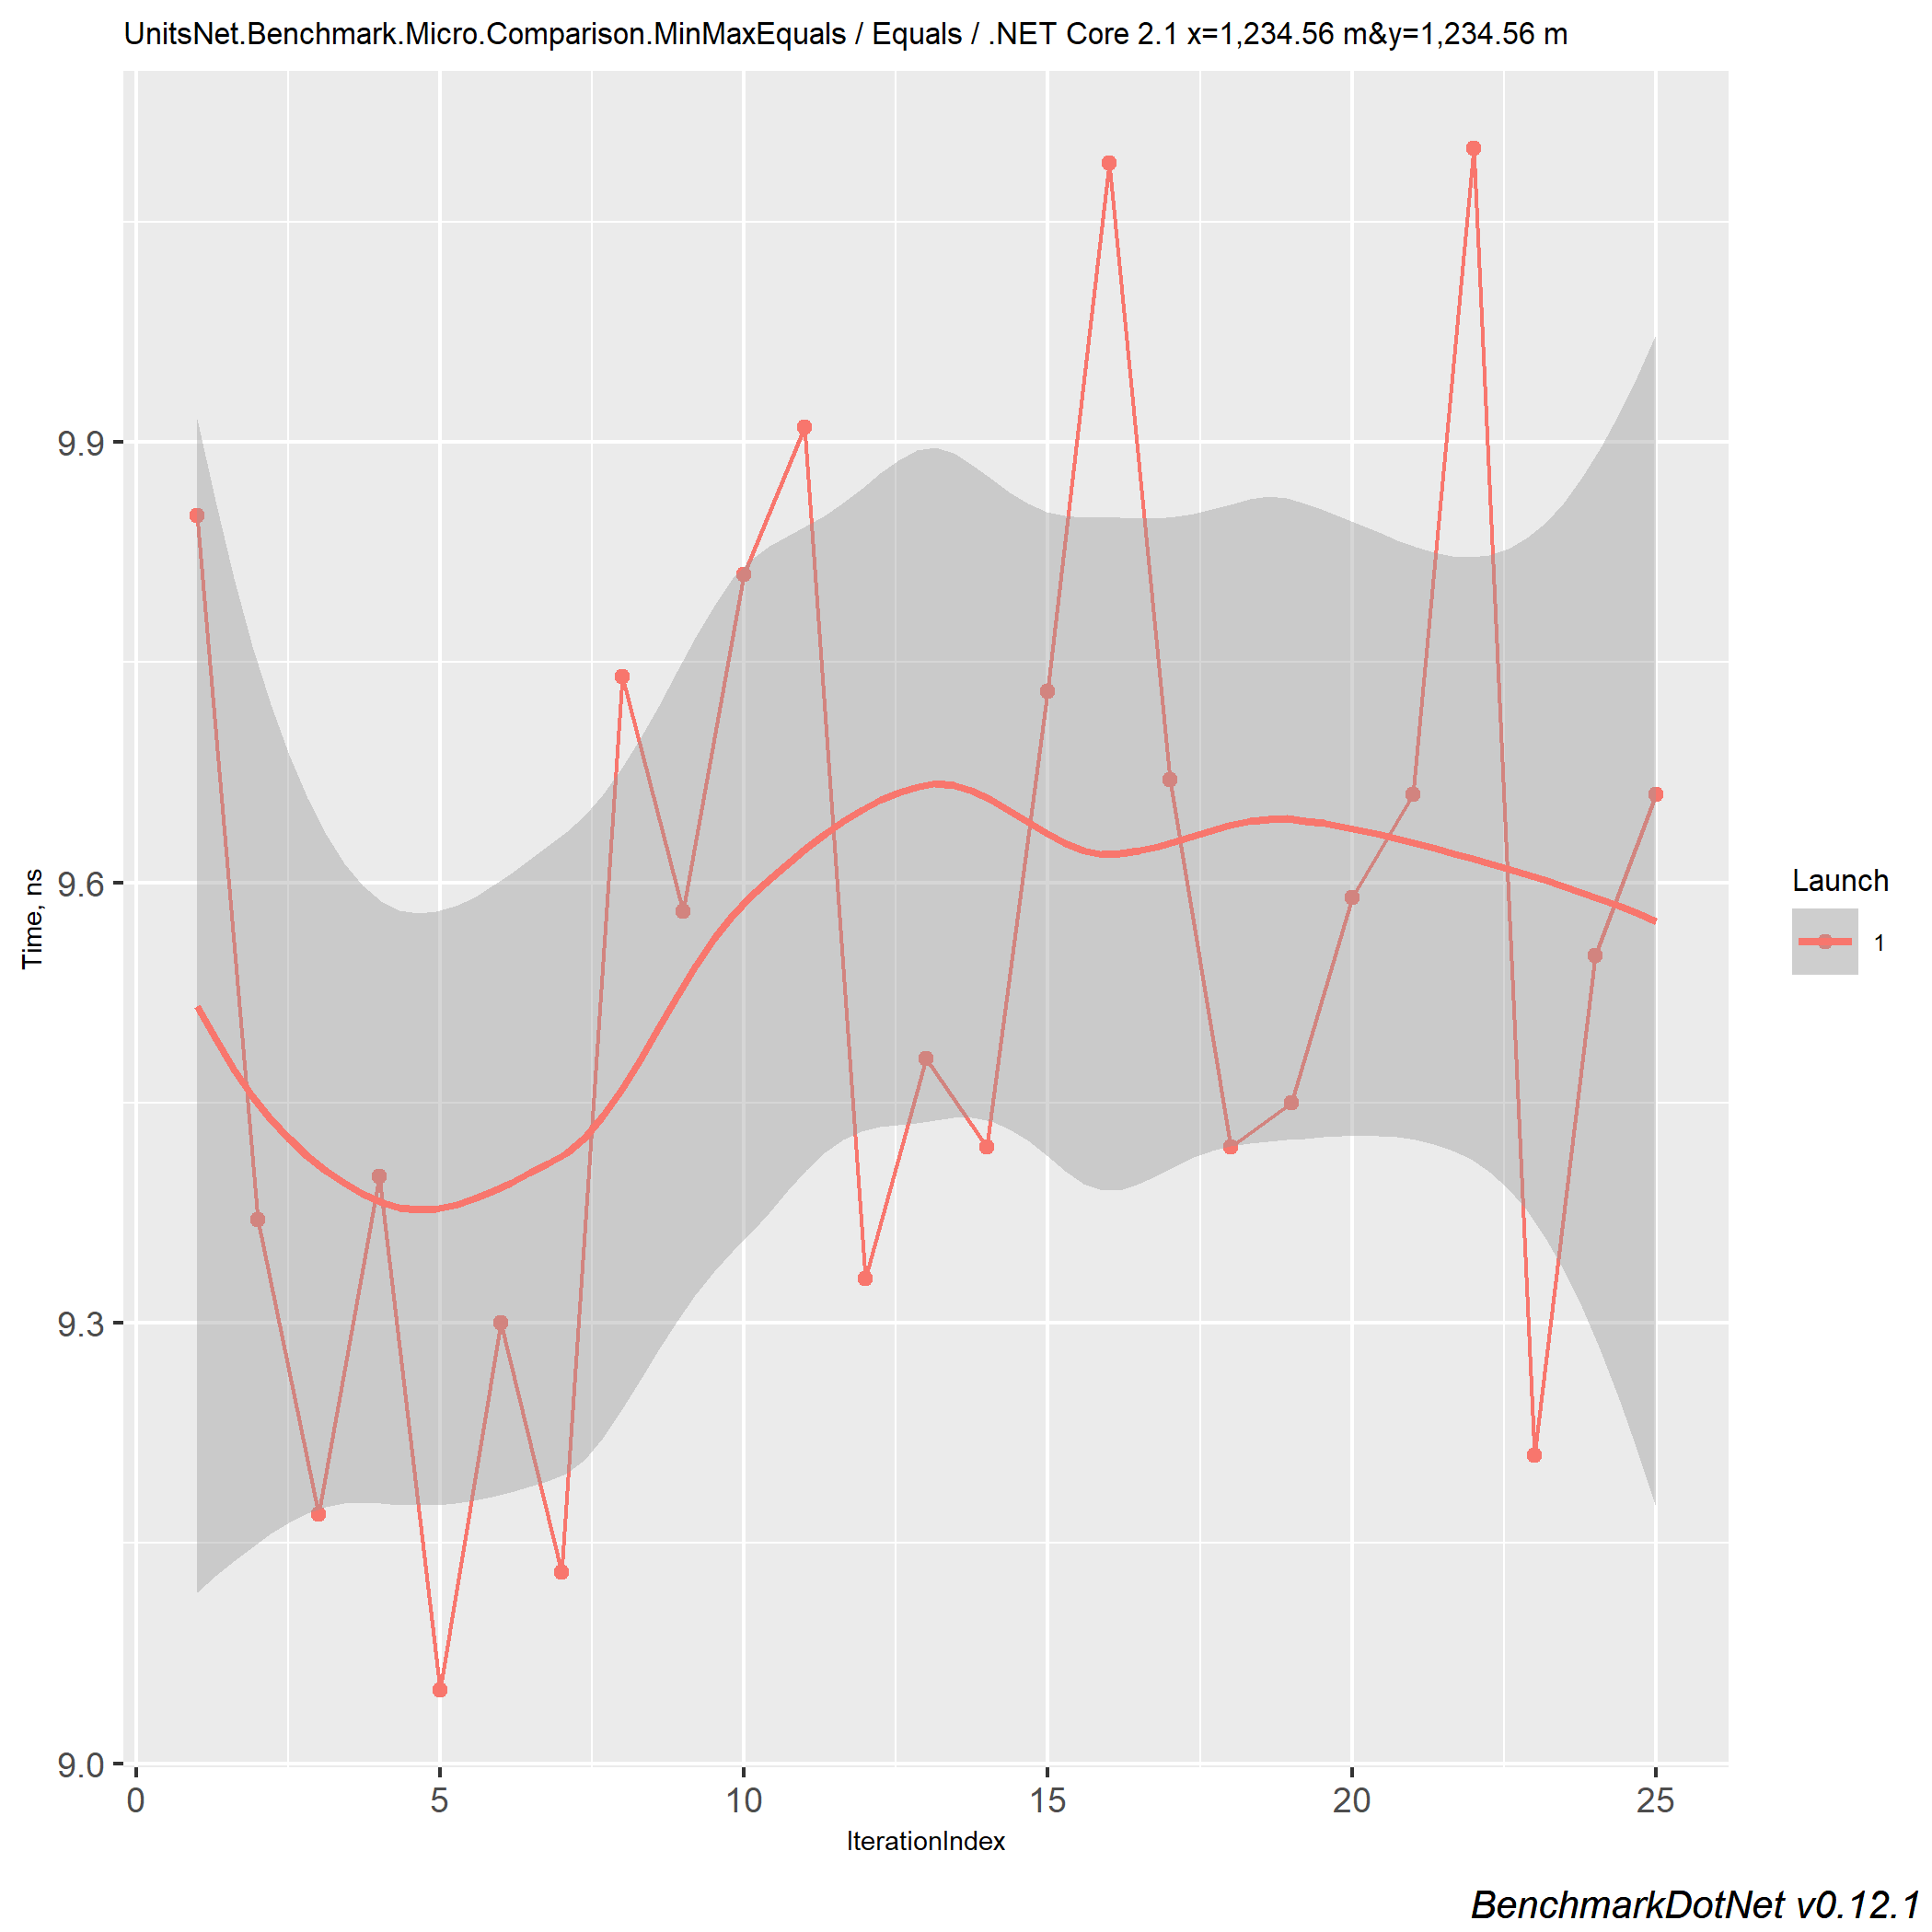 UnitsNet.Benchmark.Micro.Comparison.MinMaxEquals / Equals / .NET Core 2.1 x=1,234.56 m&y=1,234.56 m
9.9
9.6
9.3
9.0
Time, ns
0 5 10 15 20 25
IterationIndex
Launch
1
BenchmarkDotNet v0.12.1